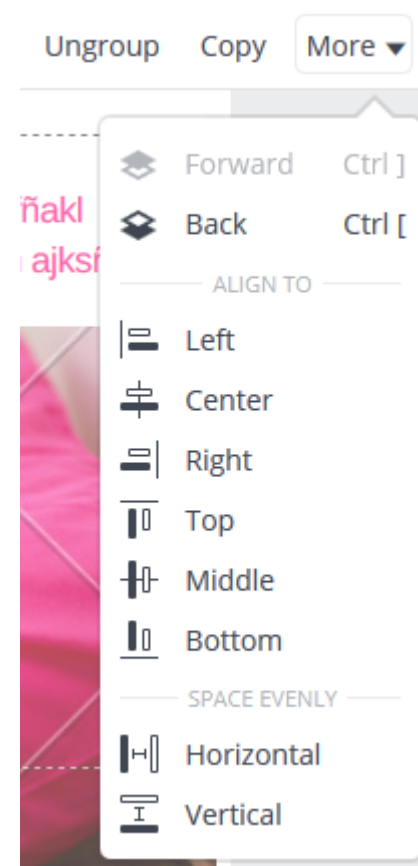 Ungroup Copy More
Forward Ctrl ]
Back Ctrl [
ñakl
ALIGN TO
Left
Center
Right
Top
Middle
Bottom
SPACE EVENLY
Horizontal
Vertical